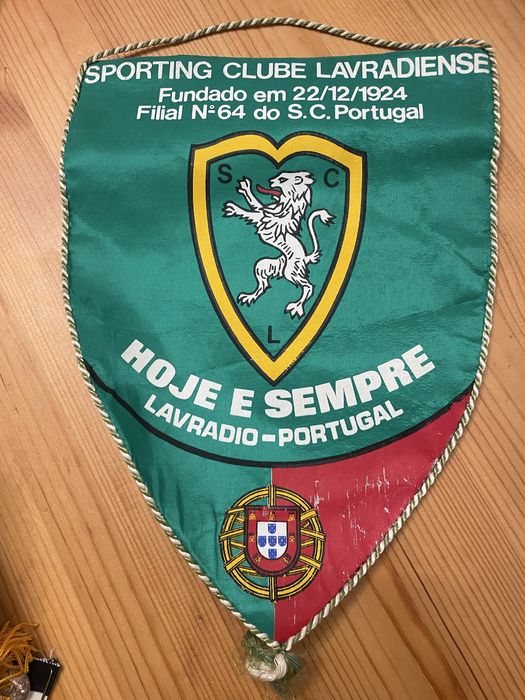 SPORTING CLUBE LAVRADIENSE
Fundado em 22/12/1924
Filial Nº64 do S.C. Portugal
S C
L
HOJE E SEMPRE
LAVRADIO-PORTUGAL